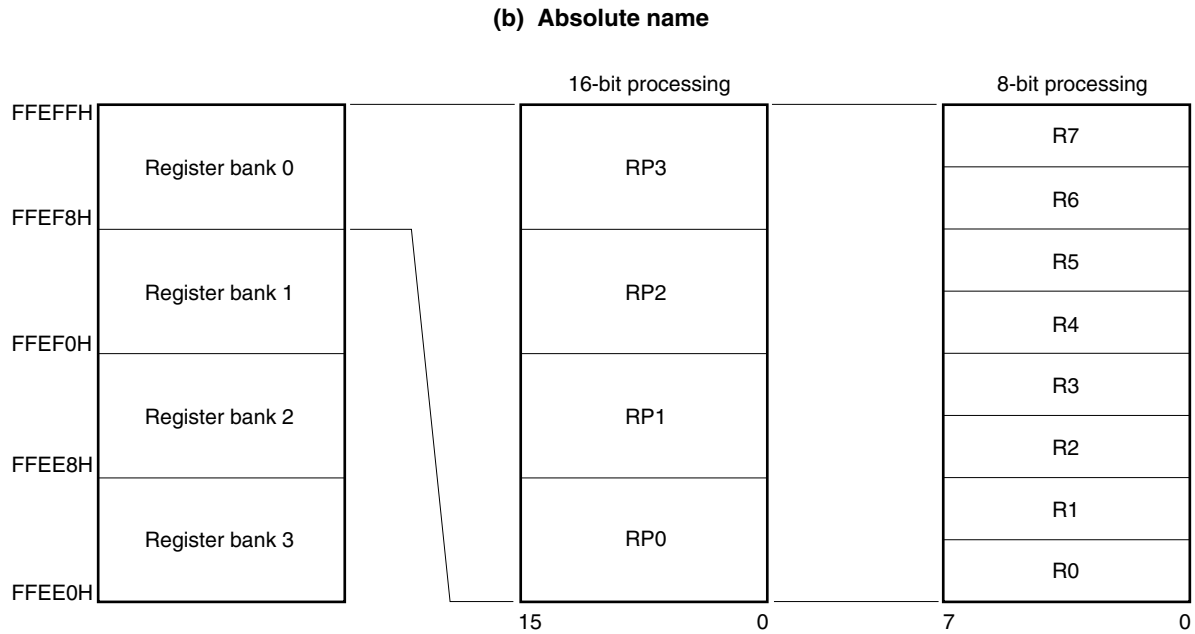 (b) Absolute name
16-bit processing
8-bit processing
FFEFFH
Register bank 0
RP3
R7
R6
FFEF8H
Register bank 1
RP2
R5
R4
FFEF0H
Register bank 2
RP1
R3
R2
FFEE8H
Register bank 3
RP0
R1
R0
FFEE0H
15 0
7 0